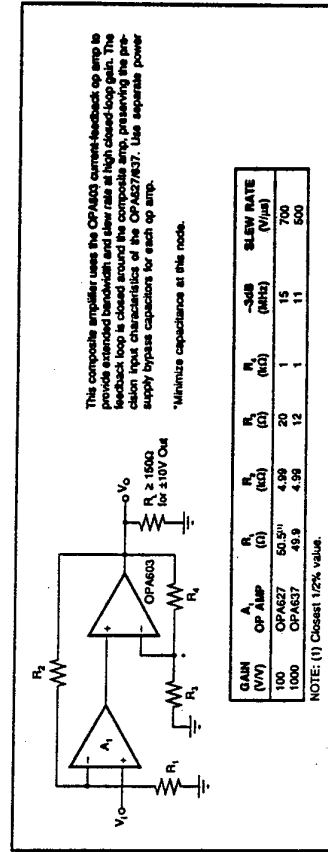 This composite amplifier uses the OPA603 current-feedback op amp to
provide extended bandwidth and slew rate at high closed-loop gain. The
feedback loop is closed around the composite amp, preserving the pre-
cision input characteristics of the OPA627/637. Use separate power
supply bypass capacitors for each op amp.
*Minimize capacitance at this node.
R₂
A₁
−
+
VI
R₁
+
−
OPA603
*
R₃
R₄
VO
RL ≥ 150Ω
for ±10V Out
GAIN (V/V) A₁ OP AMP R₁ (Ω) R₂ (kΩ) R₃ (Ω) R₄ (kΩ) −3dB (MHz) SLEW RATE (V/μs)
100 OPA627 50.5⁽¹⁾ 4.99 20 1 15 700
1000 OPA637 49.9 4.99 12 1 11 500
NOTE: (1) Closest 1/2% value.